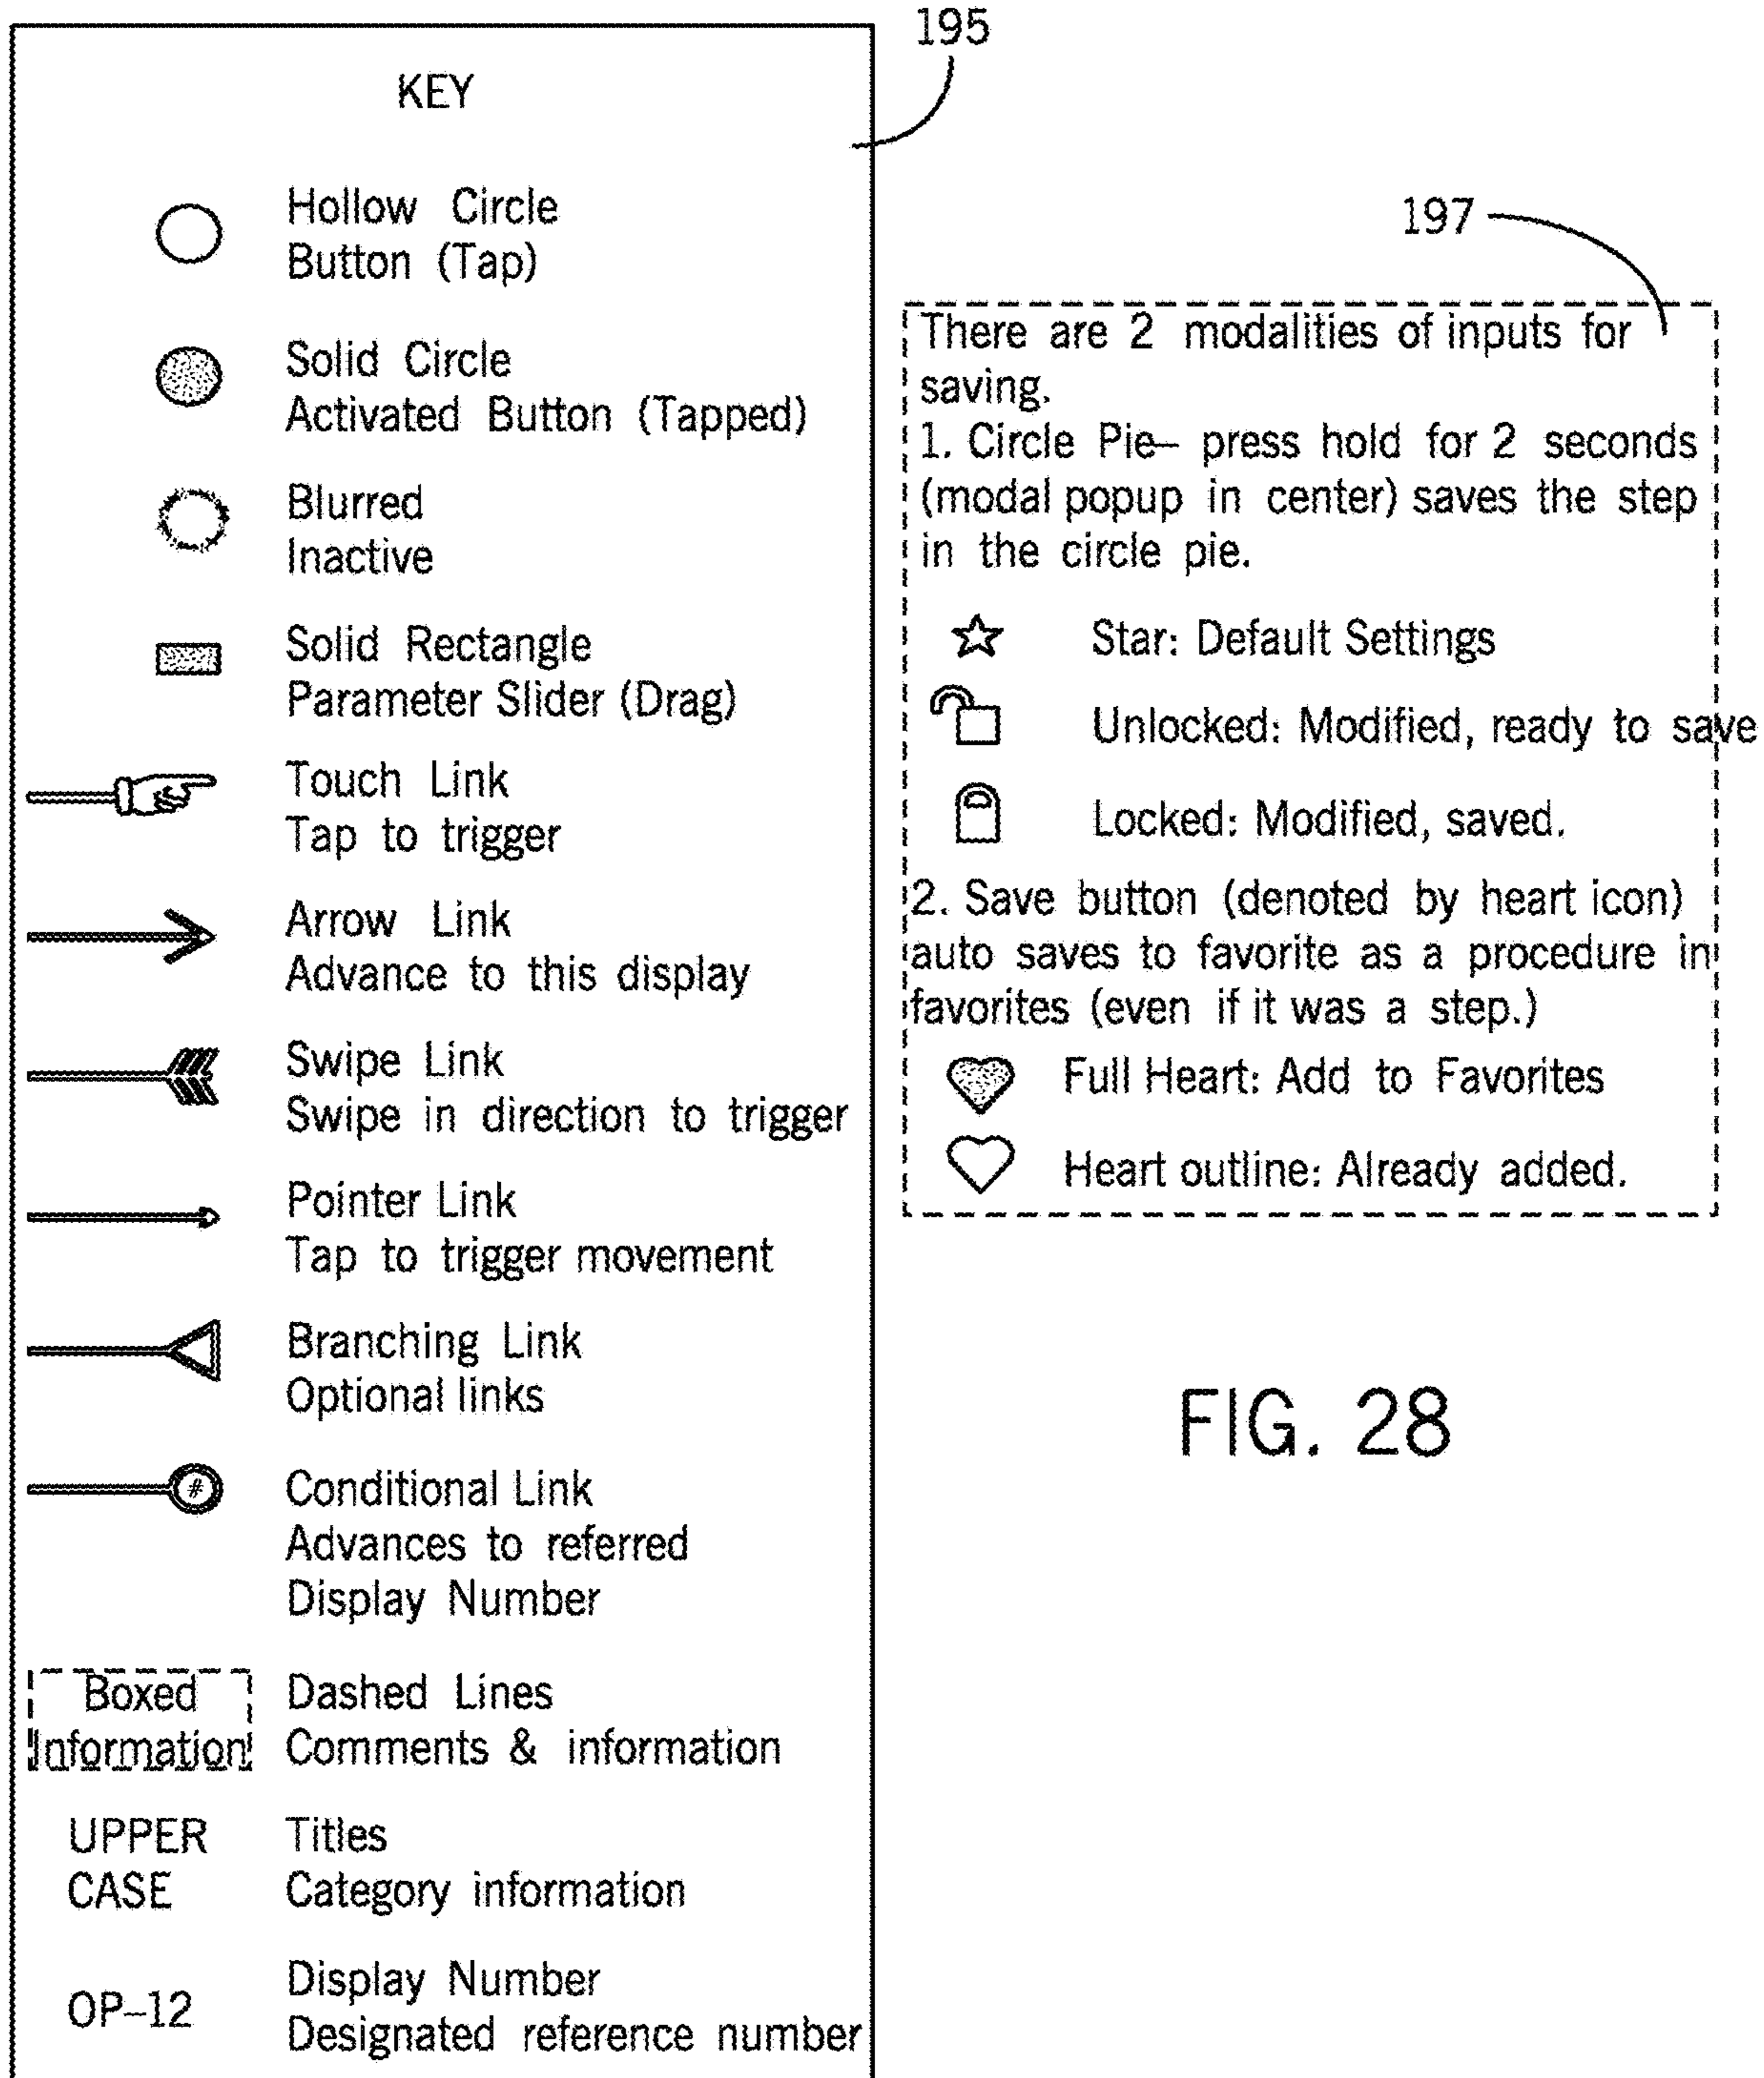 195
KEY
Hollow Circle
Button (Tap)
Solid Circle
Activated Button (Tapped)
Blurred
Inactive
Solid Rectangle
Parameter Slider (Drag)
Touch Link
Tap to trigger
Arrow Link
Advance to this display
Swipe Link
Swipe in direction to trigger
Pointer Link
Tap to trigger movement
Branching Link
Optional links
#
Conditional Link
Advances to referred
Display Number
Boxed
Information
Dashed Lines
Comments & information
UPPER
CASE
Titles
Category information
OP-12
Display Number
Designated reference number
197
There are 2 modalities of inputs for
saving.
1. Circle Pie– press hold for 2 seconds
(modal popup in center) saves the step
in the circle pie.
Star: Default Settings
Unlocked: Modified, ready to save
Locked: Modified, saved.
2. Save button (denoted by heart icon)
auto saves to favorite as a procedure in
favorites (even if it was a step.)
Full Heart: Add to Favorites
Heart outline: Already added.
FIG. 28